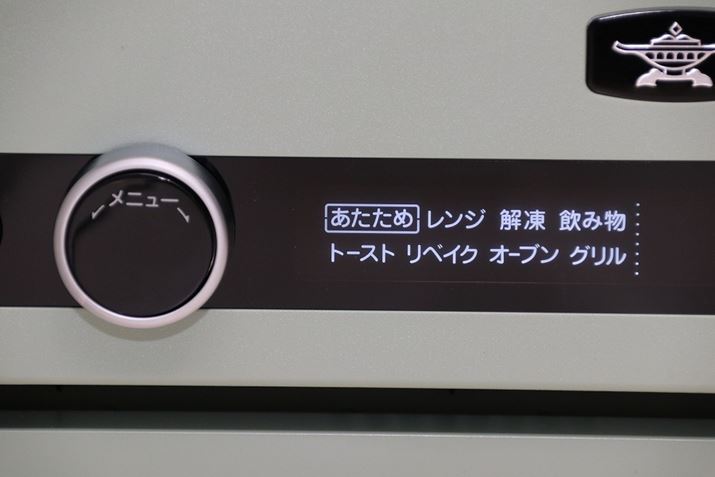 メニュー
あたため レンジ 解凍 飲み物
トースト リベイク オーブン グリル